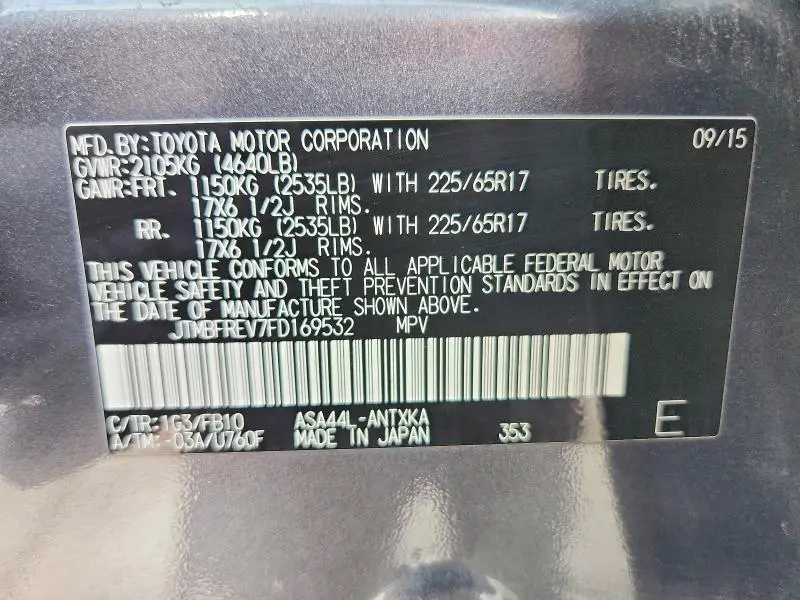 MFD.BY:TOYOTA MOTOR CORPORATION 09/15
GVWR:2105KG (4640LB)
GAWR:FRT. 1150KG (2535LB) WITH 225/65R17 TIRES.
17X6 1/2J RIMS.
RR. 1150KG (2535LB) WITH 225/65R17 TIRES.
17X6 1/2J RIMS.
THIS VEHICLE CONFORMS TO ALL APPLICABLE FEDERAL MOTOR
VEHICLE SAFETY AND THEFT PREVENTION STANDARDS IN EFFECT ON
THE DATE OF MANUFACTURE SHOWN ABOVE.
JTMBFREV7FD169532 MPV
C/TR:1G3/FB10 ASA44L-ANTXKA
A/TM:-03A/U760F MADE IN JAPAN 353 E